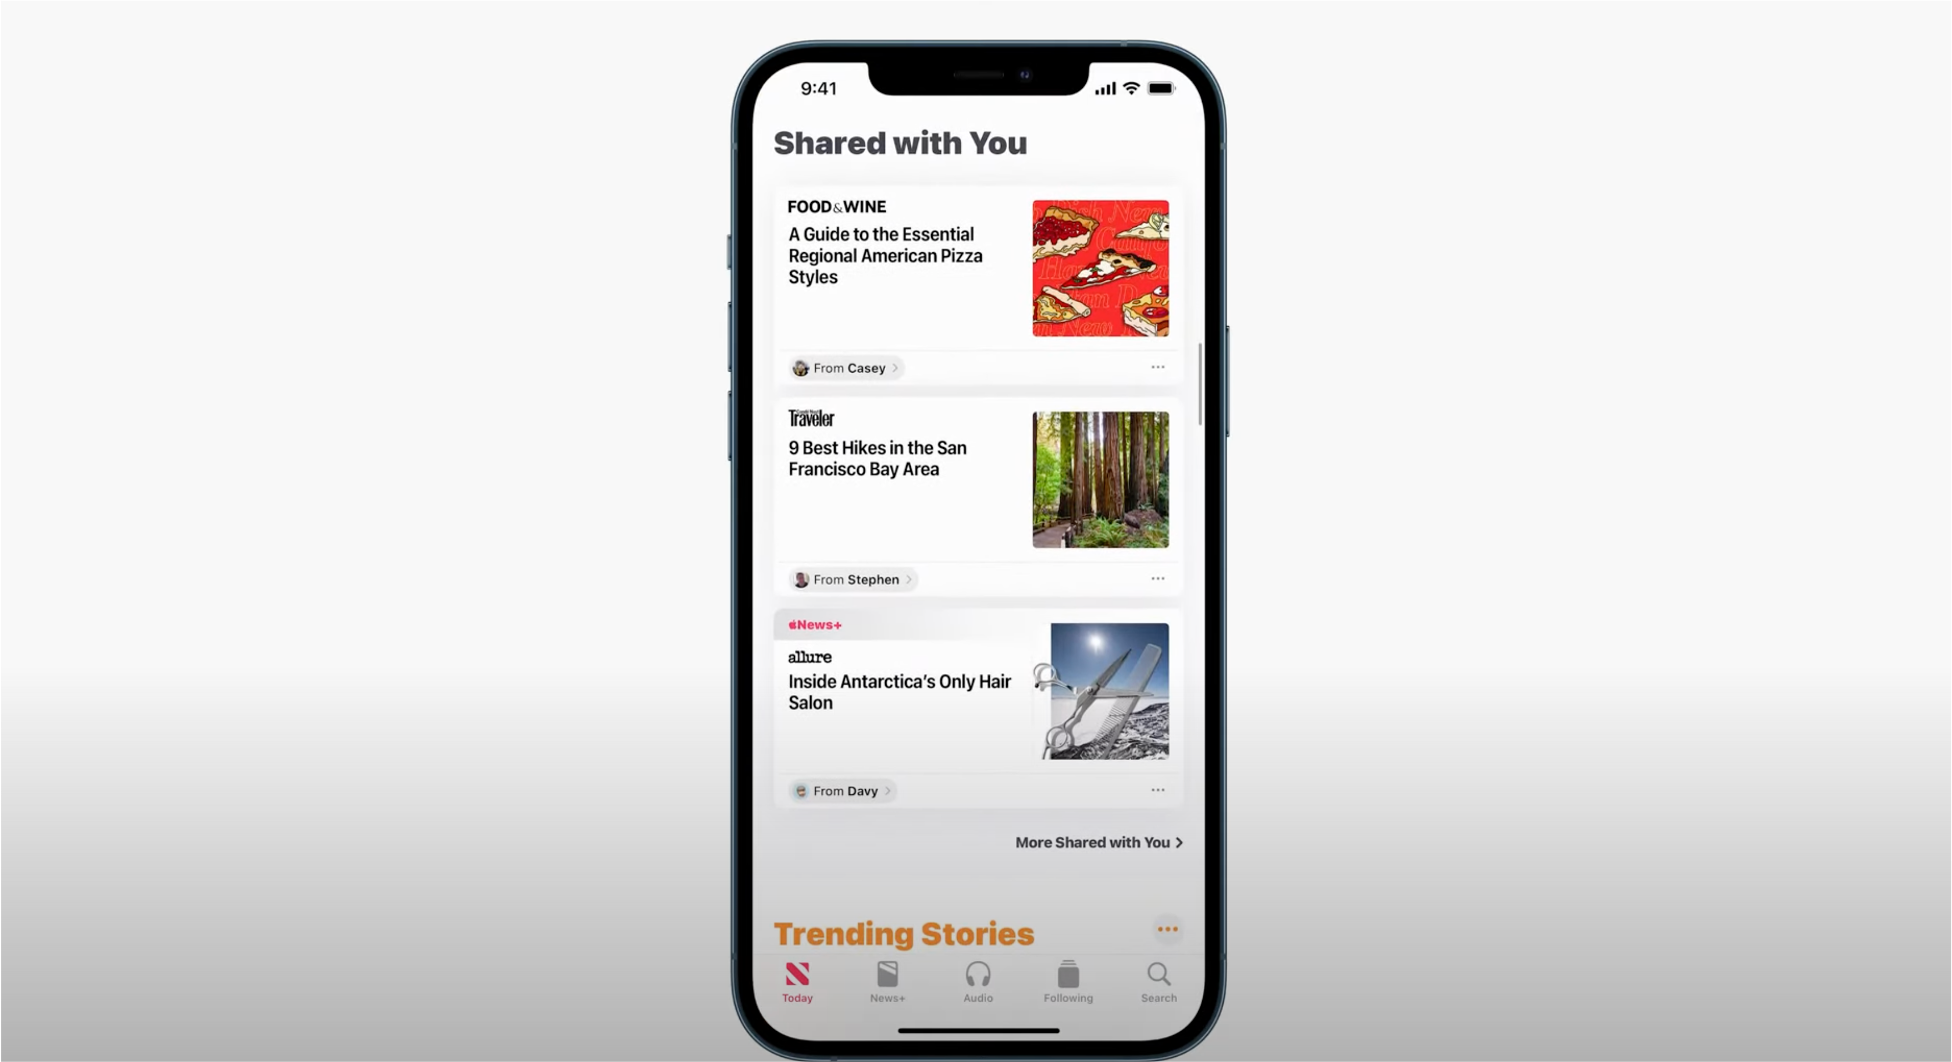 9:41
Shared with You
FOOD&WINE
A Guide to the Essential
Regional American Pizza
Styles
From Casey
Traveler
9 Best Hikes in the San
Francisco Bay Area
From Stephen
News+
allure
Inside Antarctica's Only Hair
Salon
From Davy
More Shared with You
Trending Stories
Today
News+
Audio
Following
Search